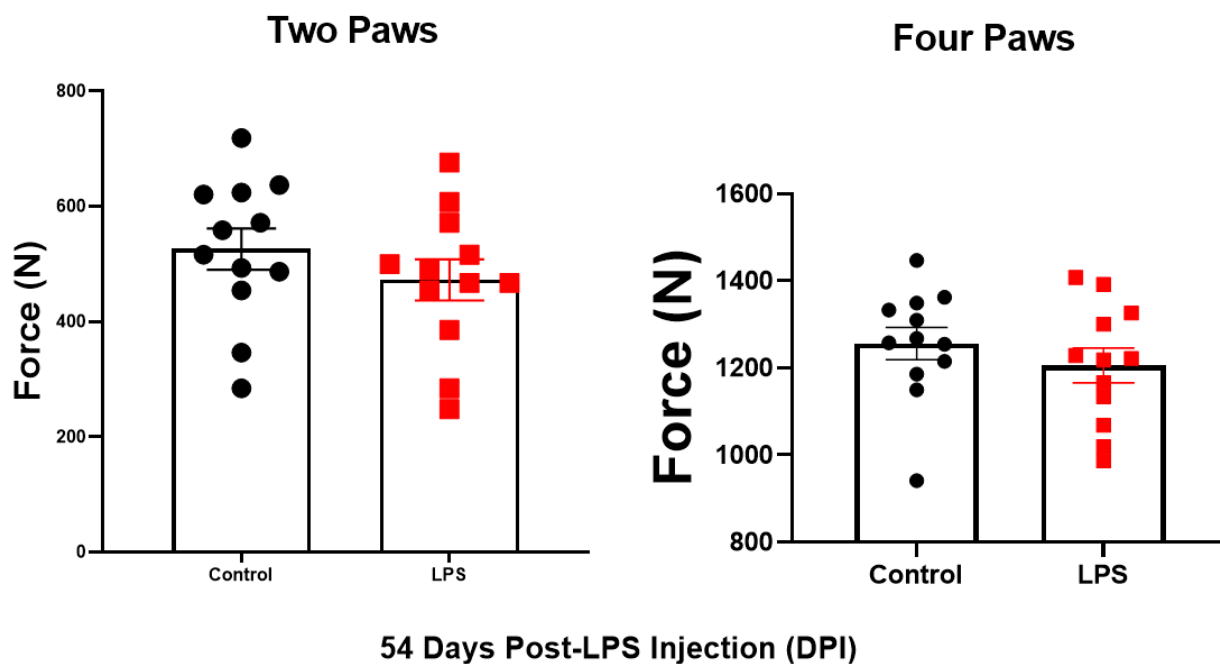 Two Paws
Force (N)
800
600
400
200
0
Control LPS
Four Paws
Force (N)
1600
1400
1200
1000
800
Control LPS
54 Days Post-LPS Injection (DPI)